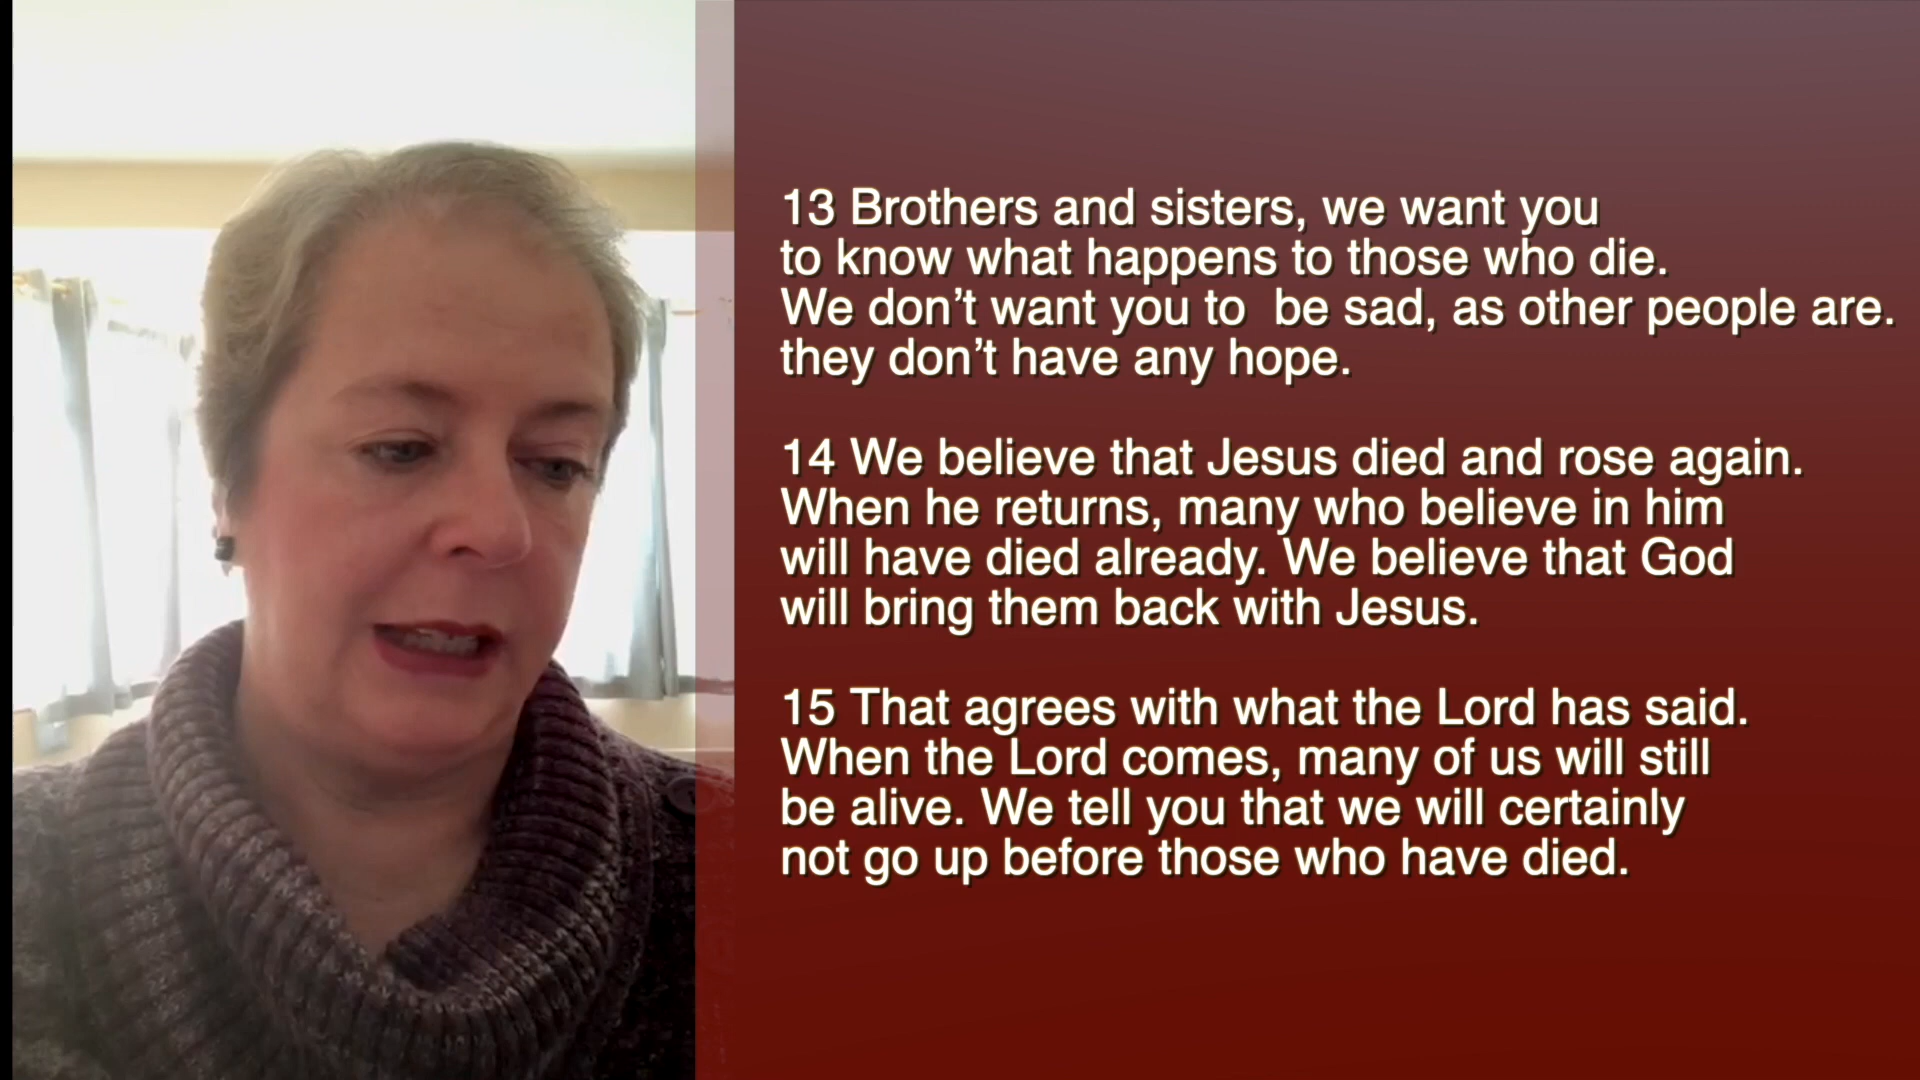 13 Brothers and sisters, we want you
to know what happens to those who die.
We don’t want you to  be sad, as other people are.
they don’t have any hope.
14 We believe that Jesus died and rose again.
When he returns, many who believe in him
will have died already. We believe that God
will bring them back with Jesus.
15 That agrees with what the Lord has said.
When the Lord comes, many of us will still
be alive. We tell you that we will certainly
not go up before those who have died.